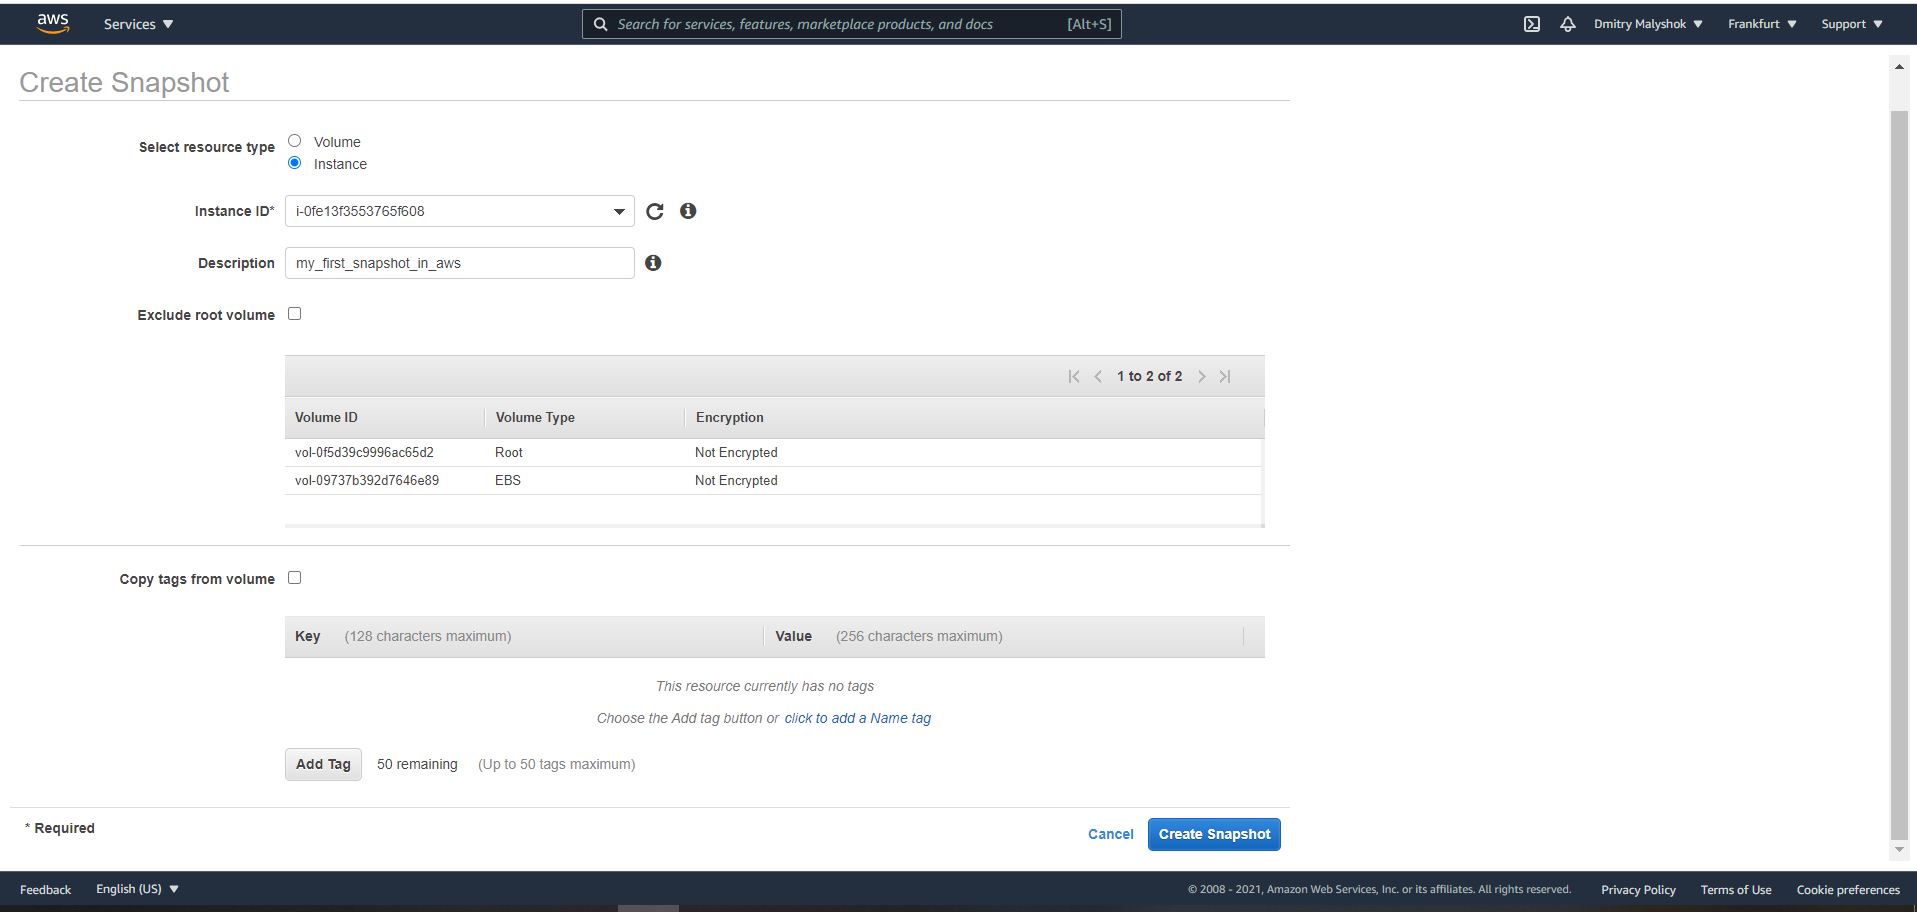 aws Services Search for services, features, marketplace products, and docs [Alt+S] Dmitry Malyshok Frankfurt Support
Create Snapshot
Select resource type
Volume
Instance
Instance ID* i-0fe13f3553765f608
Description my_first_snapshot_in_aws
Exclude root volume
1 to 2 of 2
Volume ID Volume Type Encryption
vol-0f5d39c9996ac65d2 Root Not Encrypted
vol-09737b392d7646e89 EBS Not Encrypted
Copy tags from volume
Key (128 characters maximum) Value (256 characters maximum)
This resource currently has no tags
Choose the Add tag button or click to add a Name tag
Add Tag 50 remaining (Up to 50 tags maximum)
* Required
Cancel Create Snapshot
Feedback English (US) © 2008 - 2021, Amazon Web Services, Inc. or its affiliates. All rights reserved. Privacy Policy Terms of Use Cookie preferences